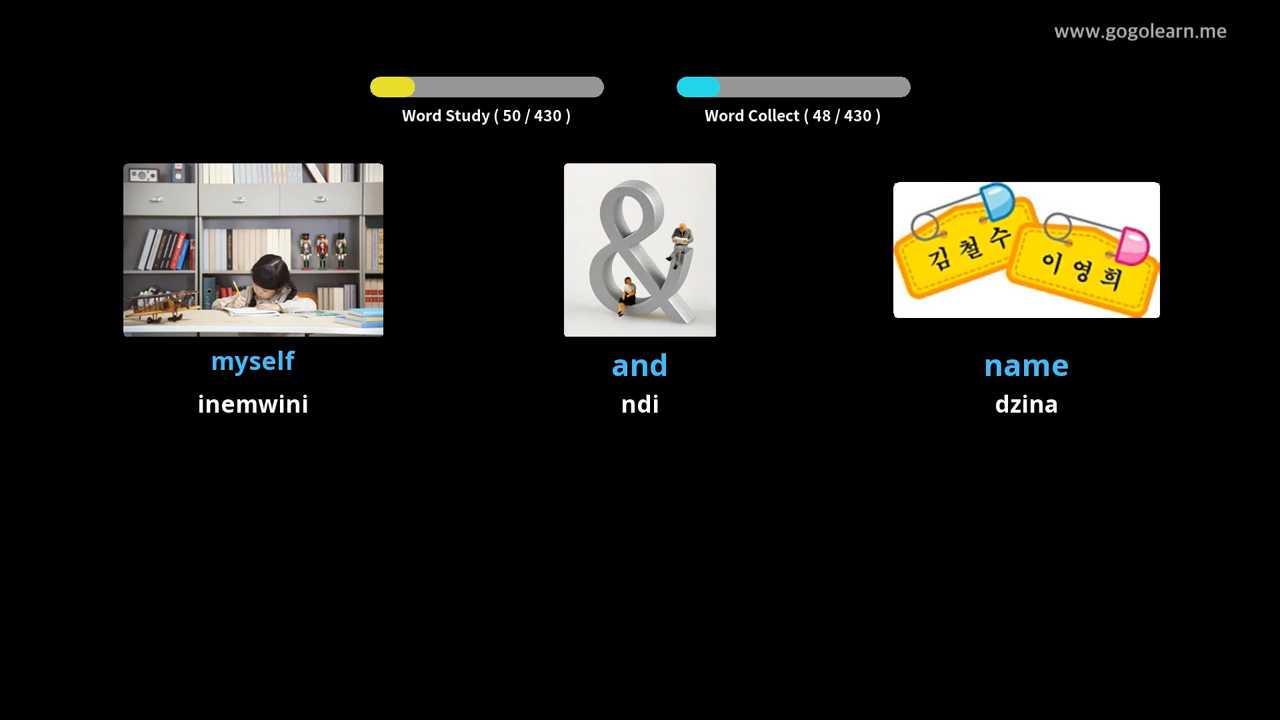 www.gogolearn.me
Word Study ( 50 / 430 )
Word Collect ( 48 / 430 )
&
김철수
이영희
myself
and
name
inemwini
ndi
dzina